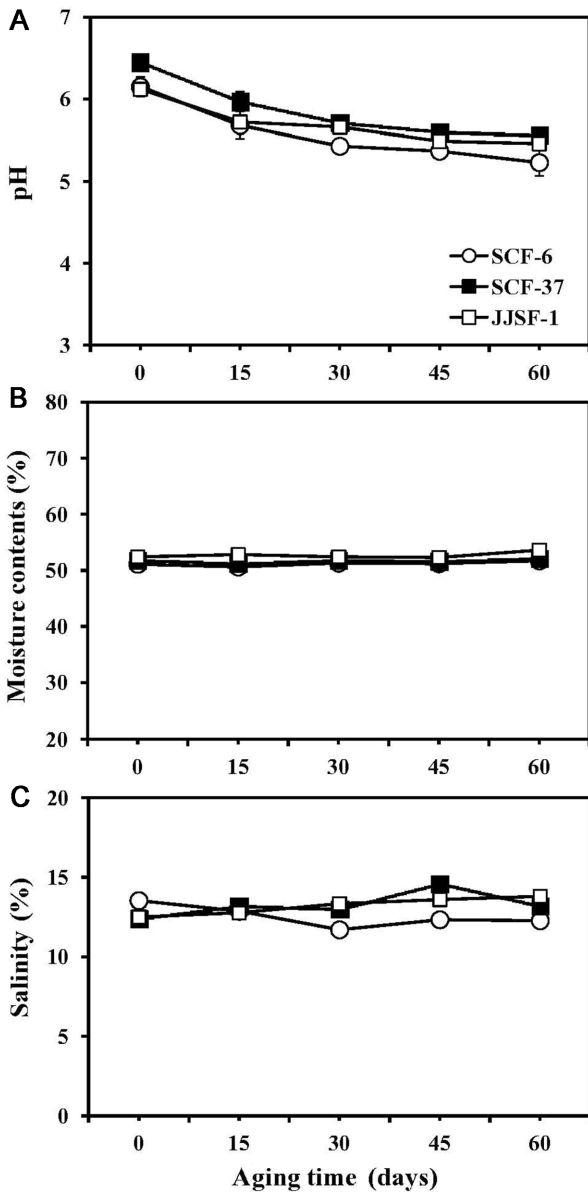 A
7
6
5
4
3
pH
SCF-6
SCF-37
JJSF-1
0 15 30 45 60
B
80
70
60
50
40
30
20
Moisture contents (%)
0 15 30 45 60
C
20
15
10
5
0
Salinity (%)
0 15 30 45 60
Aging time (days)